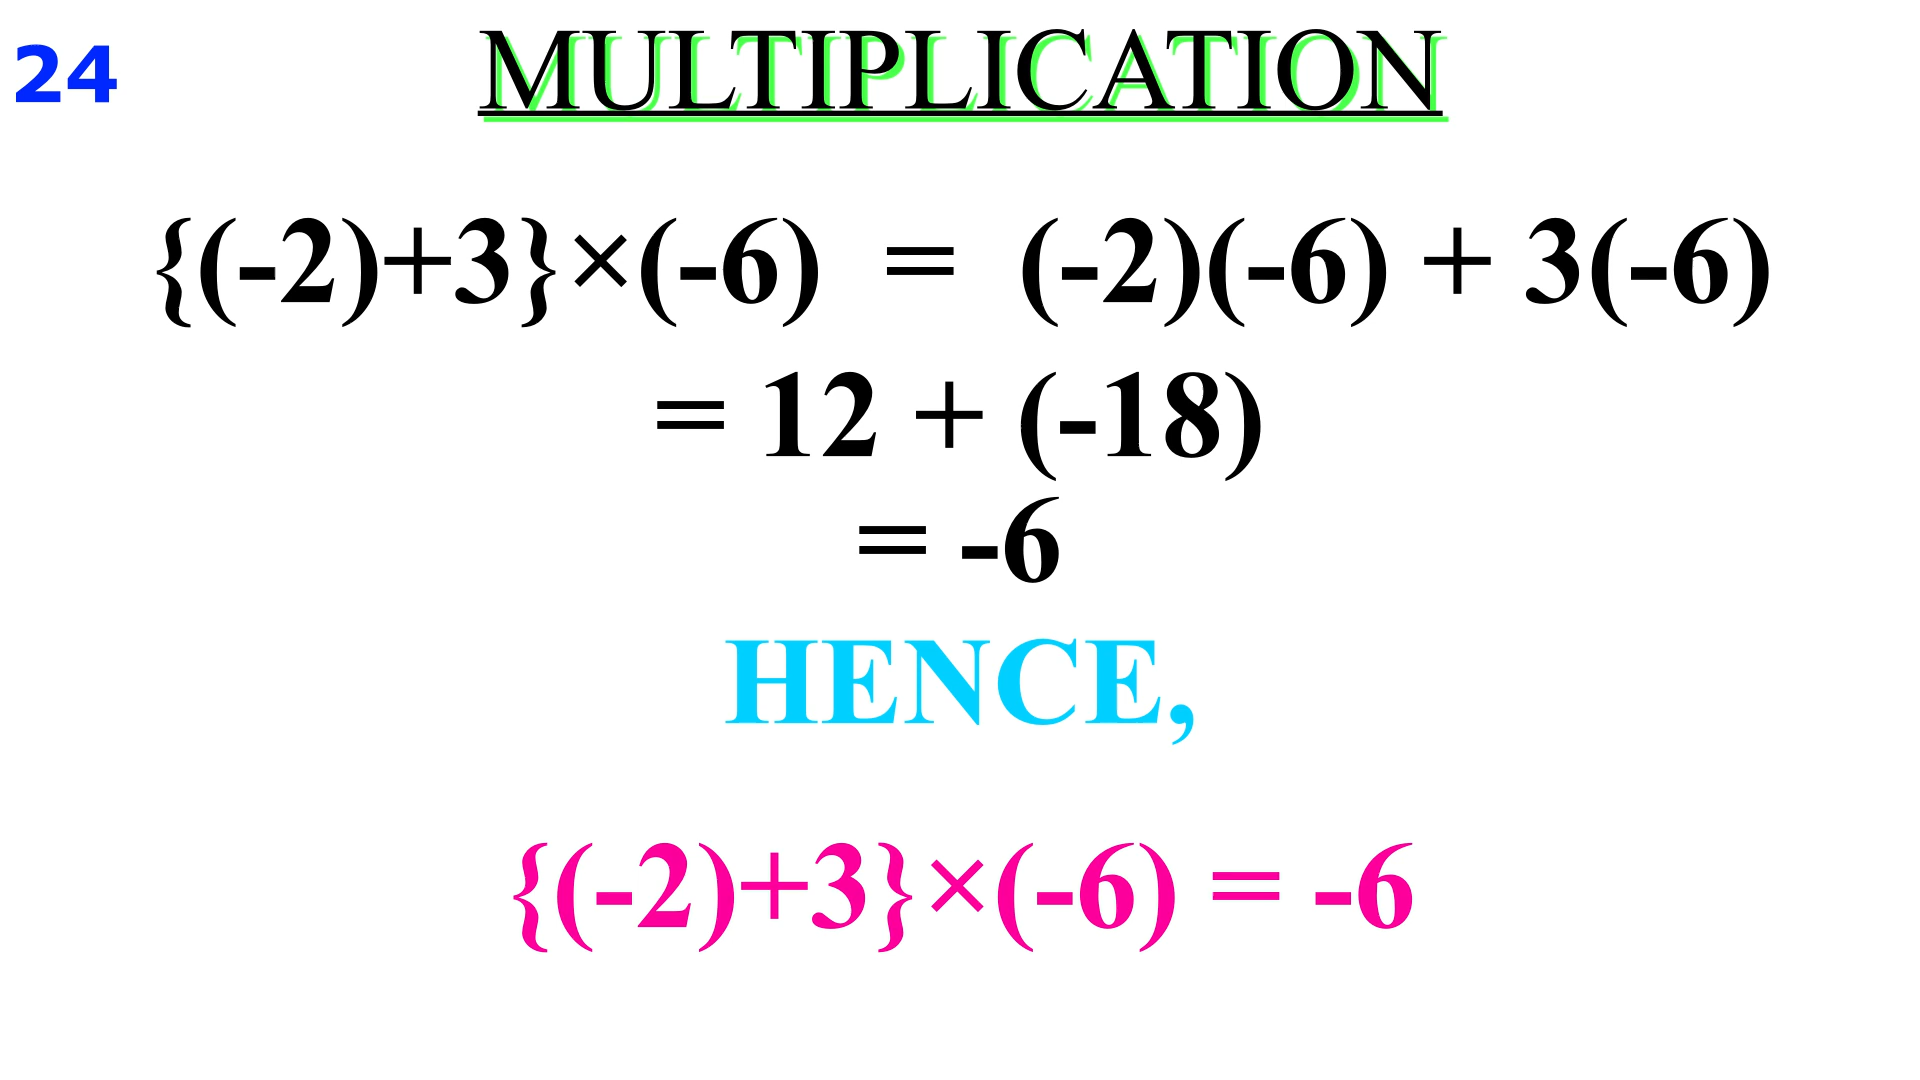 24
MULTIPLICATION
{(-2)+3}×(-6) = (-2)(-6) + 3(-6)
= 12 + (-18)
= -6
HENCE,
{(-2)+3}×(-6) = -6